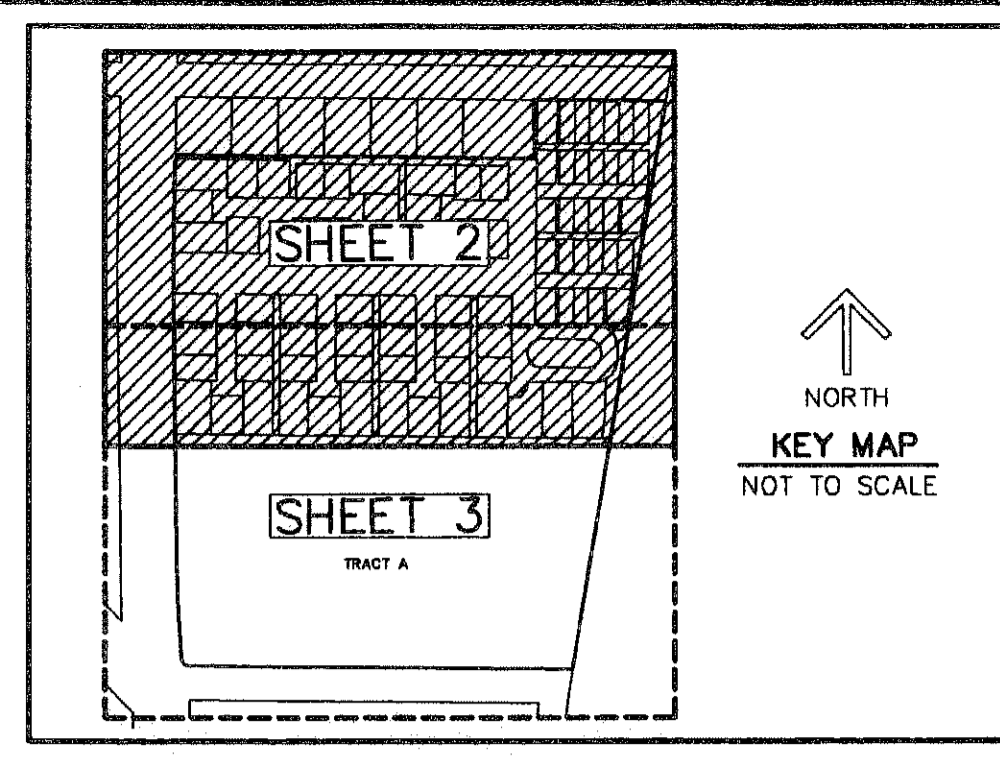 SHEET 2
NORTH
KEY MAP
NOT TO SCALE
SHEET 3
TRACT A